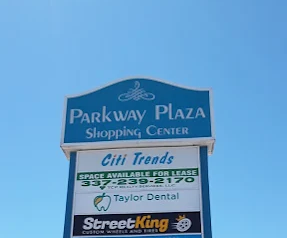 PARKWAY PLAZA
SHOPPING CENTER
Citi Trends
SPACE AVAILABLE FOR LEASE
337-239-2170
Taylor Dental
StreetKing
CUSTOM WHEELS AND TIRES